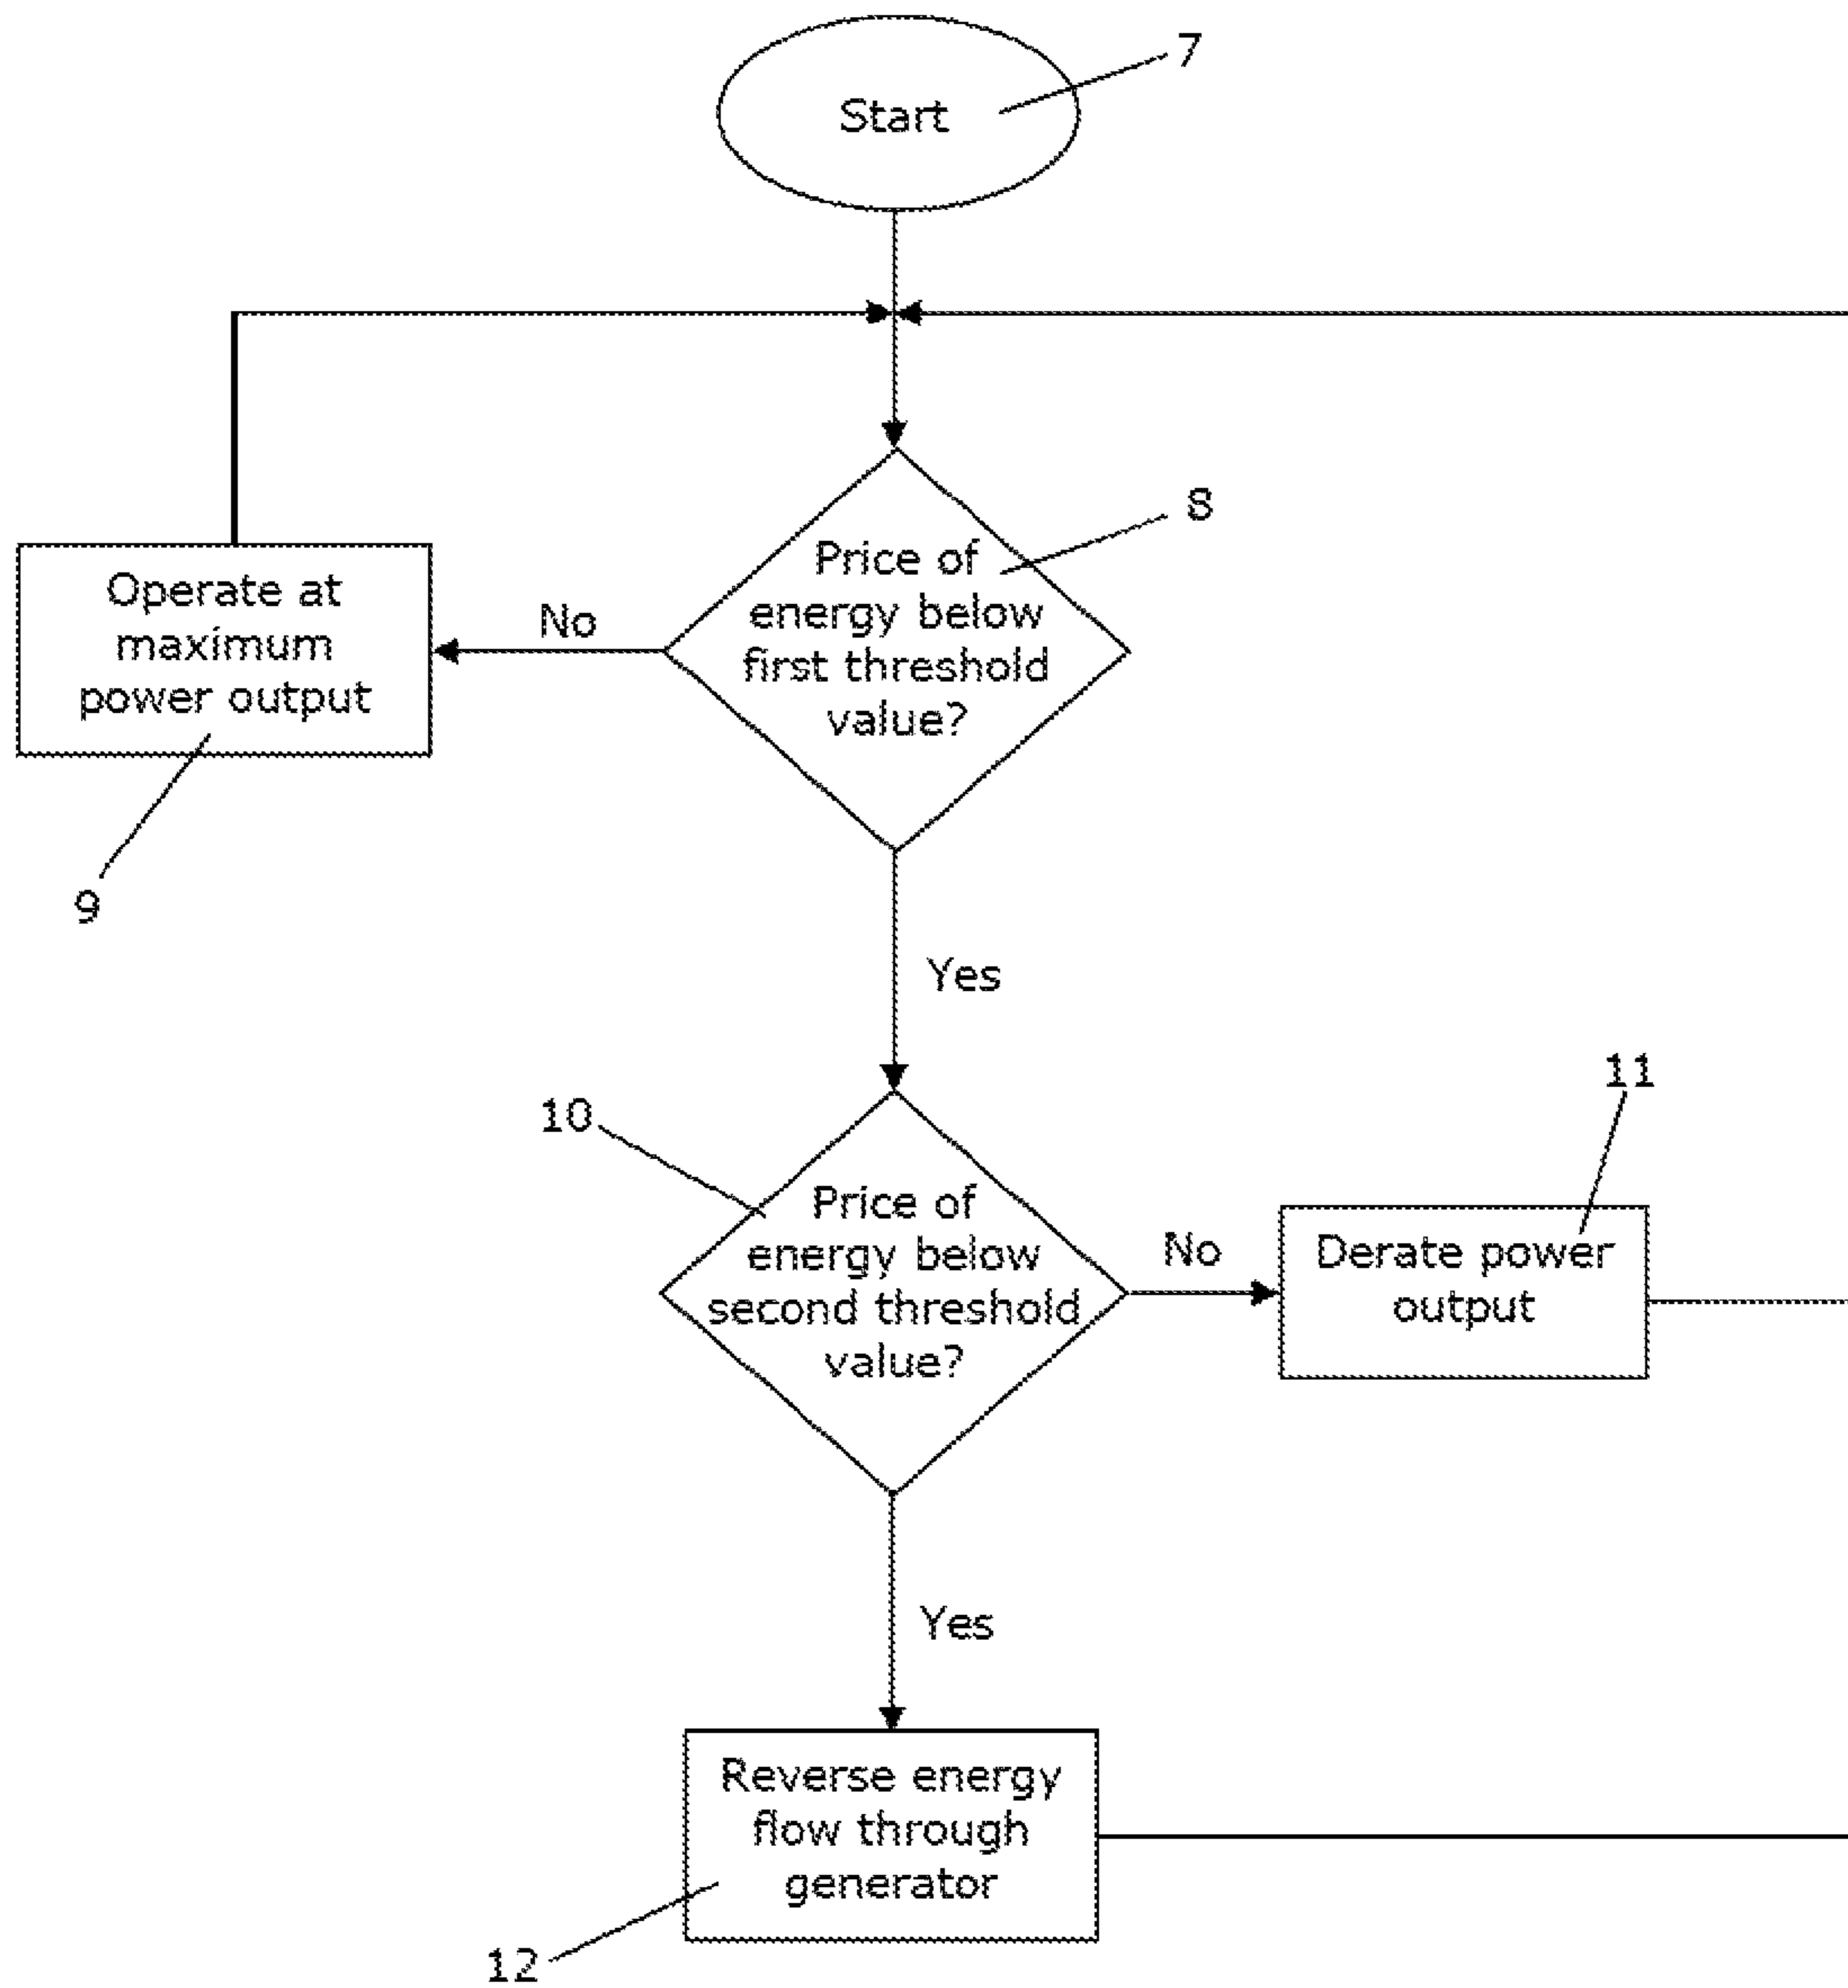 Start
7
Price of
energy below
first threshold
value?
8
No
Operate at
maximum
power output
9
Yes
10
Price of
energy below
second threshold
value?
No
11
Derate power
output
Yes
Reverse energy
flow through
generator
12